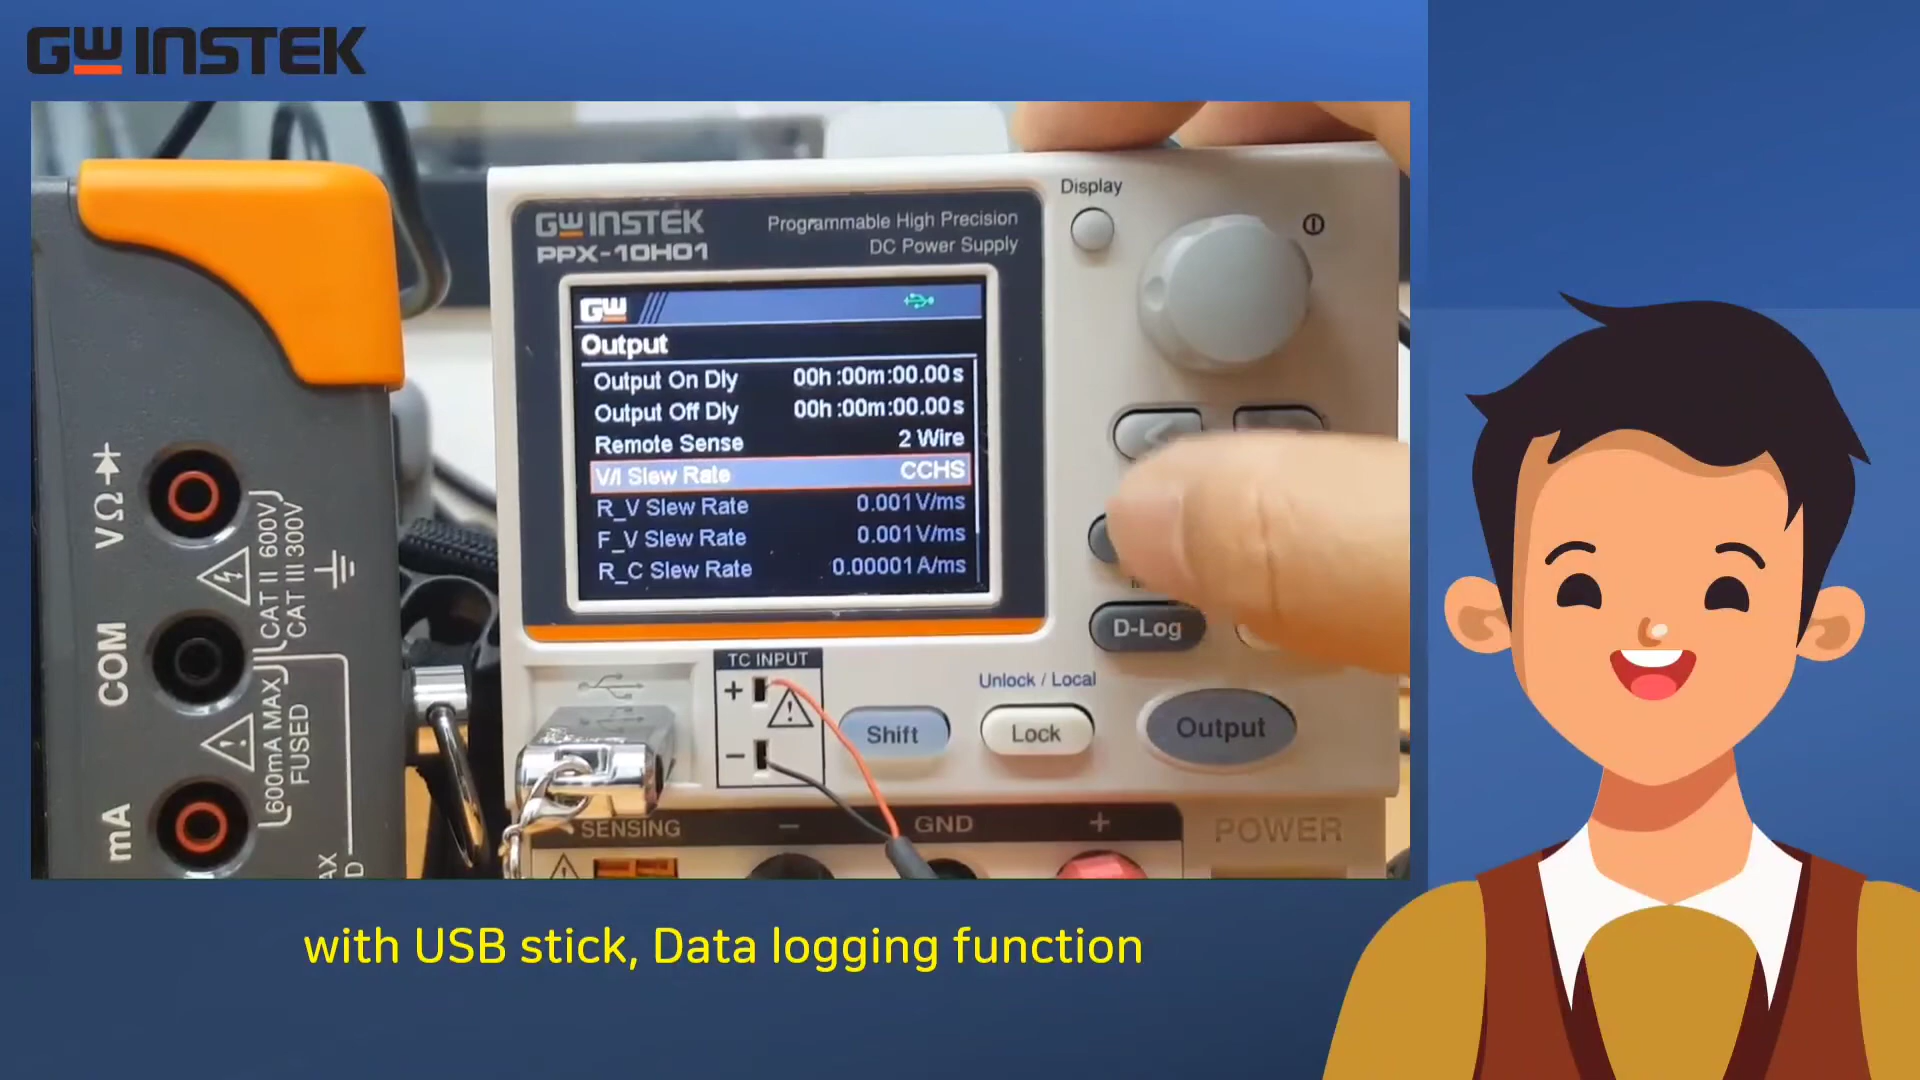 GW INSTEK
GW INSTEK
PPX-10H01
Programmable High Precision
DC Power Supply
Display
GW
Output
Output On Dly 00h :00m:00.00s
Output Off Dly 00h :00m:00.00s
Remote Sense 2 Wire
V/I Slew Rate CCHS
R_V Slew Rate 0.001V/ms
F_V Slew Rate 0.001V/ms
R_C Slew Rate 0.00001A/ms
D-Log
TC INPUT
+
−
Unlock / Local
Shift
Lock
Output
SENSING
−
GND
+
POWER
VΩ
COM
mA
CAT II 600V
CAT III 300V
600mA MAX
FUSED
with USB stick, Data logging function